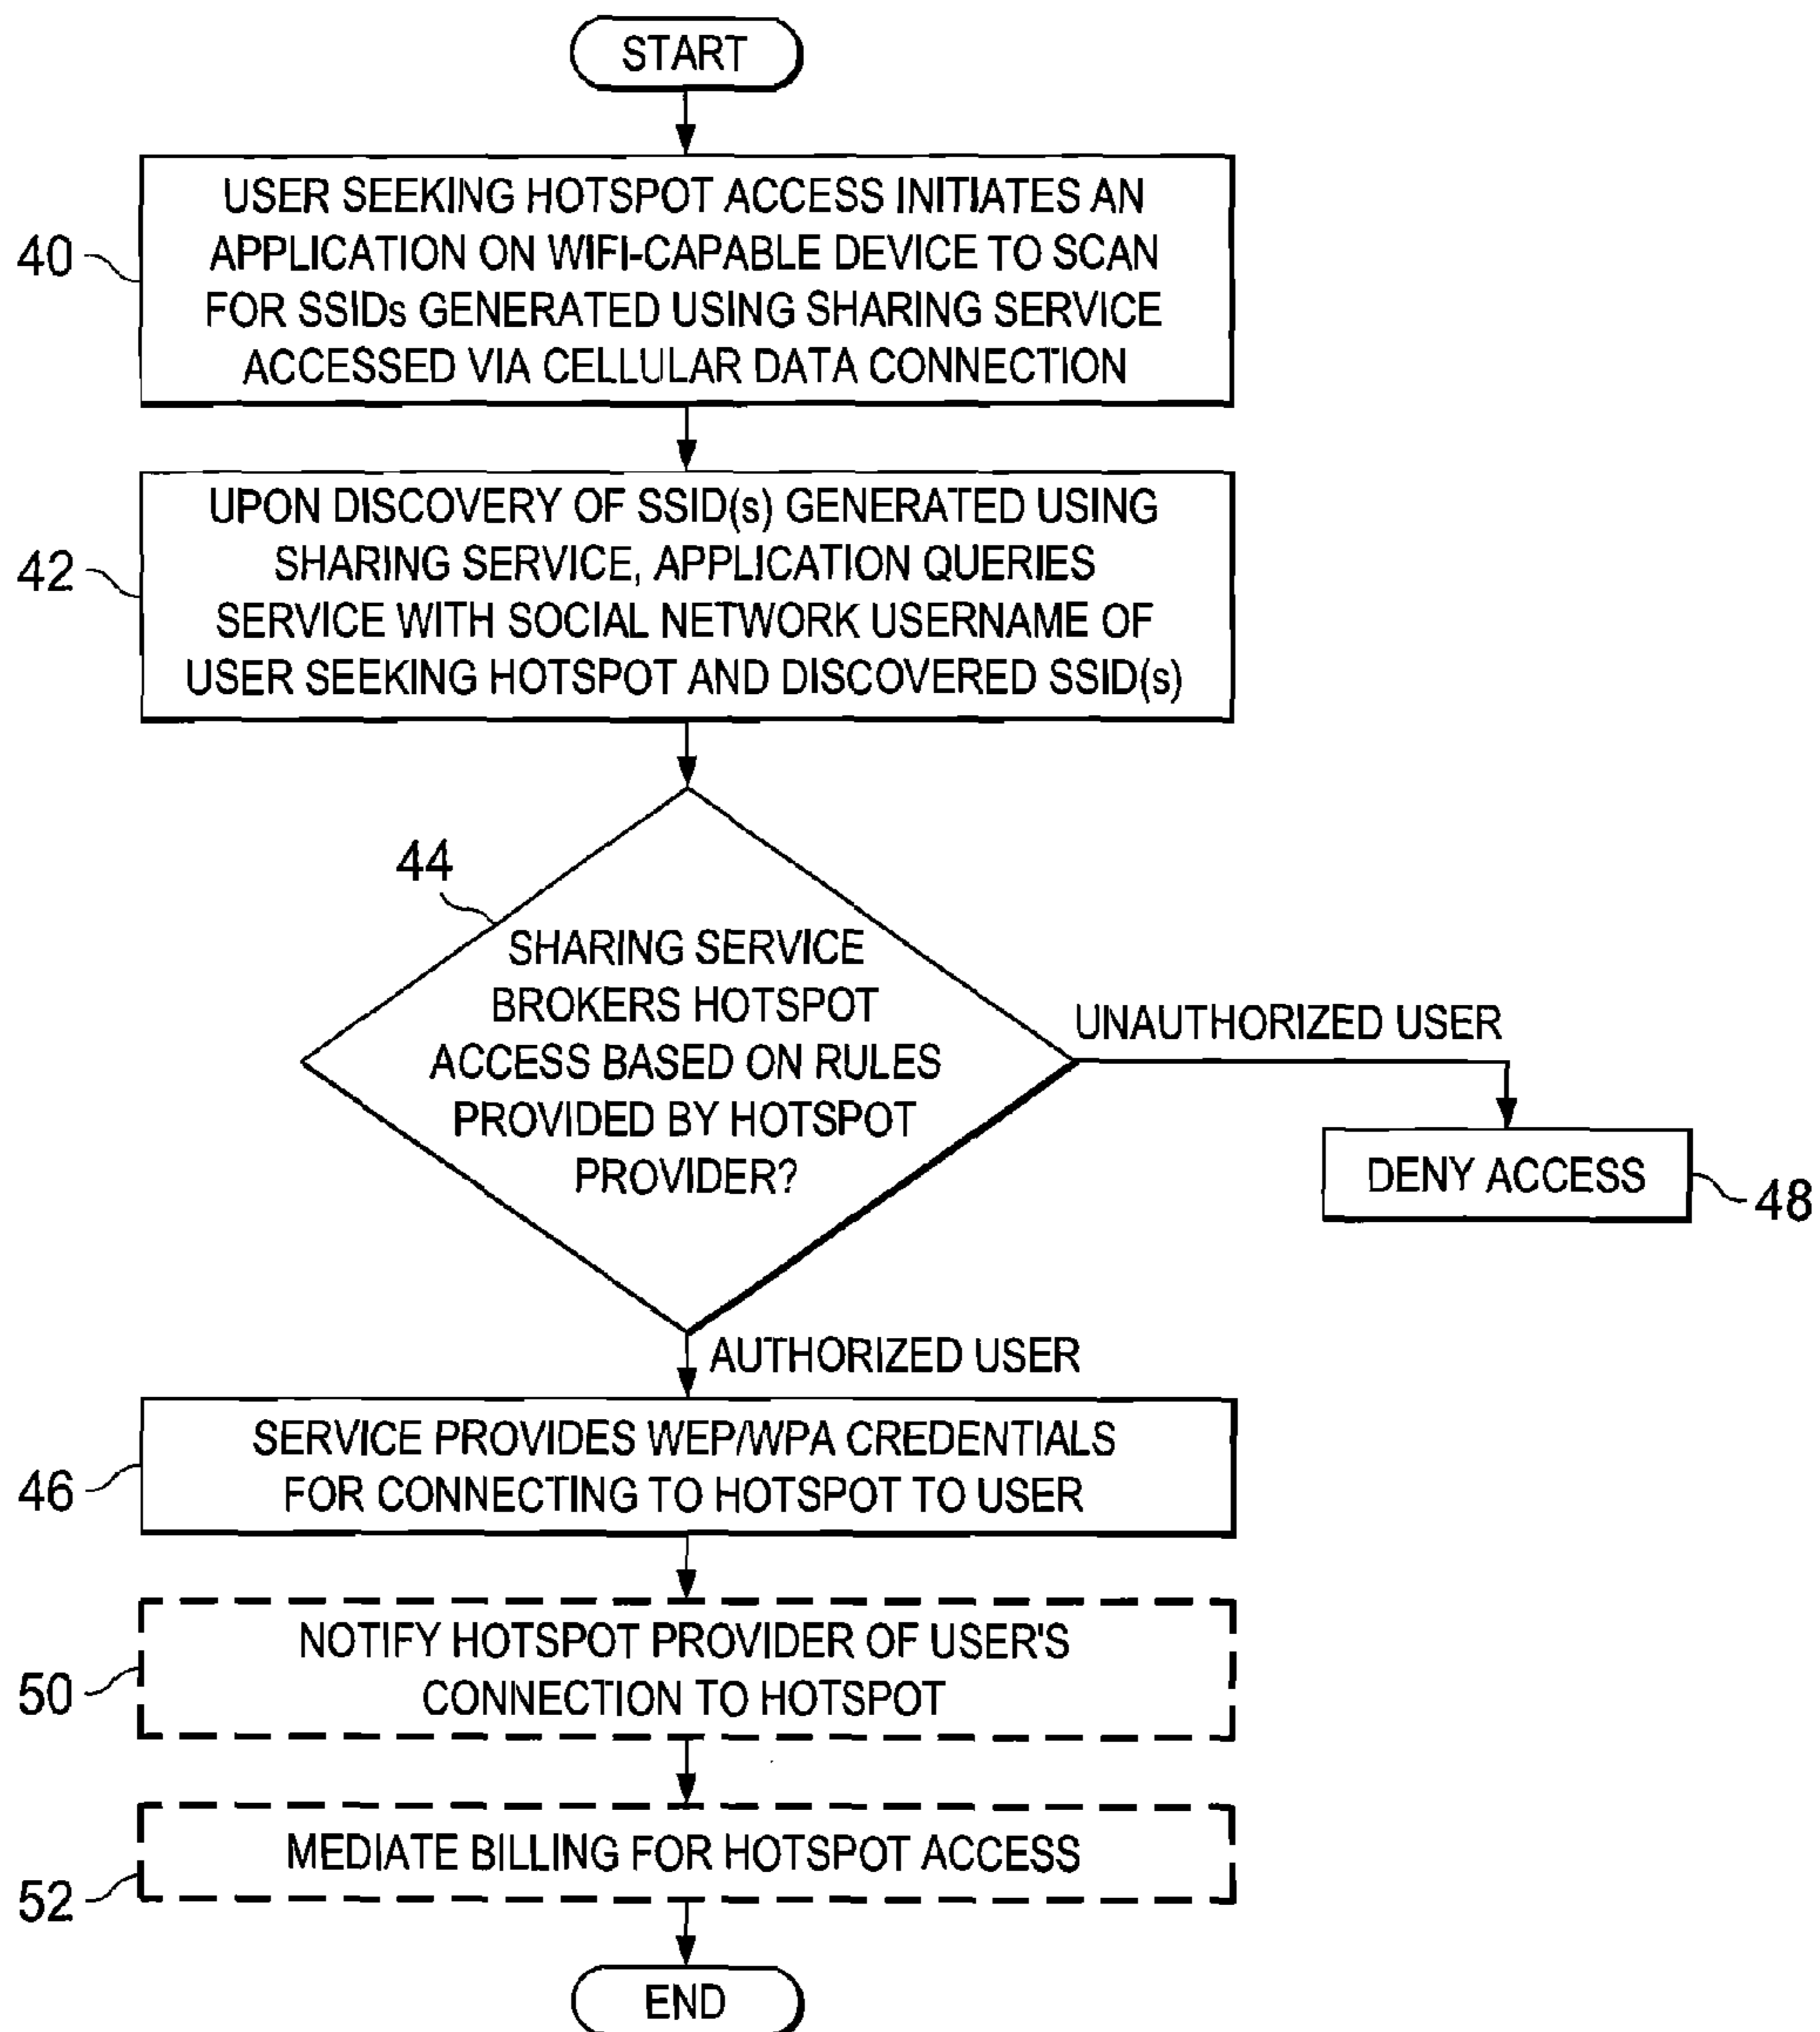 START
40
USER SEEKING HOTSPOT ACCESS INITIATES AN
APPLICATION ON WIFI-CAPABLE DEVICE TO SCAN
FOR SSIDs GENERATED USING SHARING SERVICE
ACCESSED VIA CELLULAR DATA CONNECTION
42
UPON DISCOVERY OF SSID(s) GENERATED USING
SHARING SERVICE, APPLICATION QUERIES
SERVICE WITH SOCIAL NETWORK USERNAME OF
USER SEEKING HOTSPOT AND DISCOVERED SSID(s)
44
SHARING SERVICE
BROKERS HOTSPOT
ACCESS BASED ON RULES
PROVIDED BY HOTSPOT
PROVIDER?
UNAUTHORIZED USER
DENY ACCESS
48
AUTHORIZED USER
46
SERVICE PROVIDES WEP/WPA CREDENTIALS
FOR CONNECTING TO HOTSPOT TO USER
50
NOTIFY HOTSPOT PROVIDER OF USER'S
CONNECTION TO HOTSPOT
52
MEDIATE BILLING FOR HOTSPOT ACCESS
END